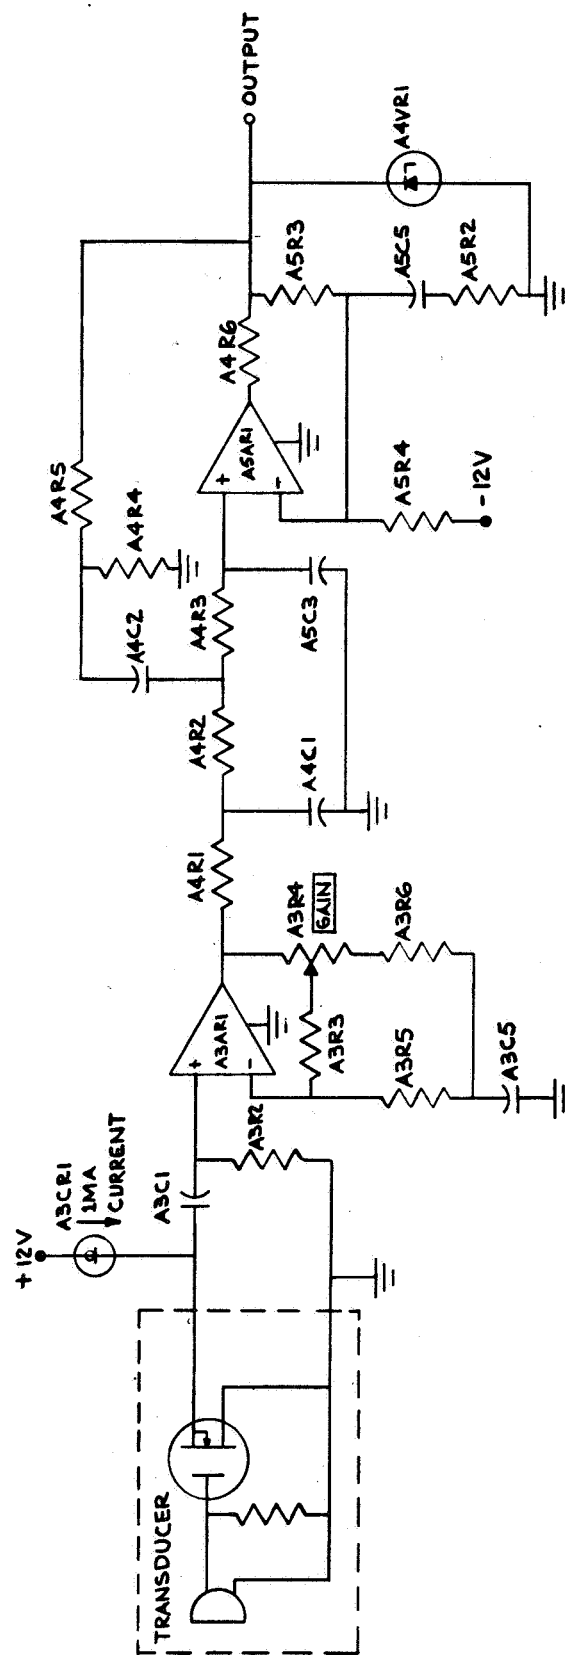 TRANSDUCER
+12V
A3CR1
1MA
CURRENT
A3C1
A3R2
+
-
A3AR1
A3R3
A3R4
GAIN
A3R5
A3R6
A3C5
A4R1
A4R2
A4C1
A4C2
A4R3
A5C3
A4R5
A4R4
+
-
A5AR1
A5R4
-12V
A4R6
A5R3
A5C5
A5R2
A4VR1
OUTPUT